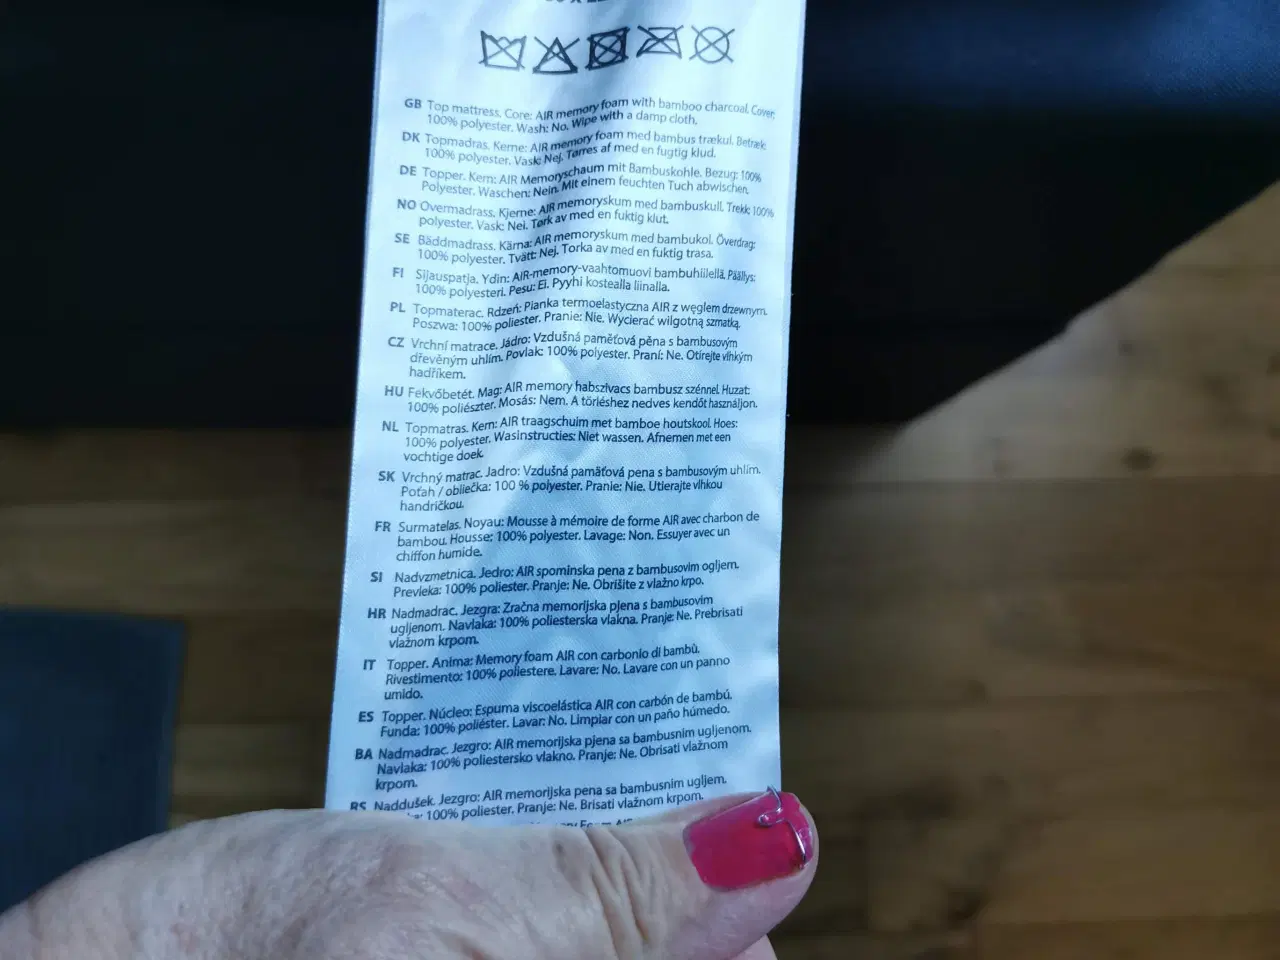 GB Top mattress. Core: AIR memory foam with bamboo charcoal. Cover:
100% polyester. Wash: No. Wipe with a damp cloth.
DK Topmadras. Kerne: AIR memory foam med bambus trækul. Betræk:
100% polyester. Vask: Nej. Tørres af med en fugtig klud.
DE Topper. Kern: AIR Memoryschaum mit Bambuskohle. Bezug: 100%
Polyester. Waschen: Nein. Mit einem feuchten Tuch abwischen.
NO Overmadrass. Kjerne: AIR memoryskum med bambuskull. Trekk: 100%
polyester. Vask: Nei. Tørk av med en fuktig klut.
SE Bäddmadrass. Kärna: AIR memoryskum med bambukol. Överdrag:
100% polyester. Tvätt: Nej. Torka av med en fuktig trasa.
FI Sijauspatja. Ydin: AIR-memory-vaahtomuovi bambuhiilellä. Päällys:
100% polyesteri. Pesu: Ei. Pyyhi kostealla liinalla.
PL Topmaterac. Rdzeń: Pianka termoelastyczna AIR z węglem drzewnym.
Poszwa: 100% poliester. Pranie: Nie. Wycierać wilgotną szmatką.
CZ Vrchní matrace. Jádro: Vzdušná paměťová pěna s bambusovým
dřevěným uhlím. Povlak: 100% polyester. Praní: Ne. Otírejte vlhkým
hadříkem.
HU Fekvőbetét. Mag: AIR memory habszivacs bambusz szénnel. Huzat:
100% poliészter. Mosás: Nem. A törléshez nedves kendőt használjon.
NL Topmatras. Kern: AIR traagschuim met bamboe houtskool. Hoes:
100% polyester. Wasinstructies: Niet wassen. Afnemen met een
vochtige doek.
SK Vrchný matrac. Jadro: Vzdušná pamäťová pena s bambusovým uhlím.
Poťah / obliečka: 100 % polyester. Pranie: Nie. Utierajte vlhkou
handričkou.
FR Surmatelas. Noyau: Mousse à mémoire de forme AIR avec charbon de
bambou. Housse: 100% polyester. Lavage: Non. Essuyer avec un
chiffon humide.
SI Nadvzmetnica. Jedro: AIR spominska pena z bambusovim ogljem.
Prevleka: 100% poliester. Pranje: Ne. Obrišite z vlažno krpo.
HR Nadmadrac. Jezgra: Zračna memorijska pjena s bambusovim
ugljenom. Navlaka: 100% poliesterska vlakna. Pranje: Ne. Prebrisati
vlažnom krpom.
IT Topper. Anima: Memory foam AIR con carbonio di bambù.
Rivestimento: 100% poliestere. Lavare: No. Lavare con un panno
umido.
ES Topper. Núcleo: Espuma viscoelástica AIR con carbón de bambú.
Funda: 100% poliéster. Lavar: No. Limpiar con un paño húmedo.
BA Nadmadrac. Jezgro: AIR memorijska pjena sa bambusnim ugljenom.
Navlaka: 100% poliestersko vlakno. Pranje: Ne. Obrisati vlažnom
krpom.
RS Naddušek. Jezgro: AIR memorijska pena sa bambusnim ugljem.
100% poliester. Pranje: Ne. Brisati vlažnom krpom.